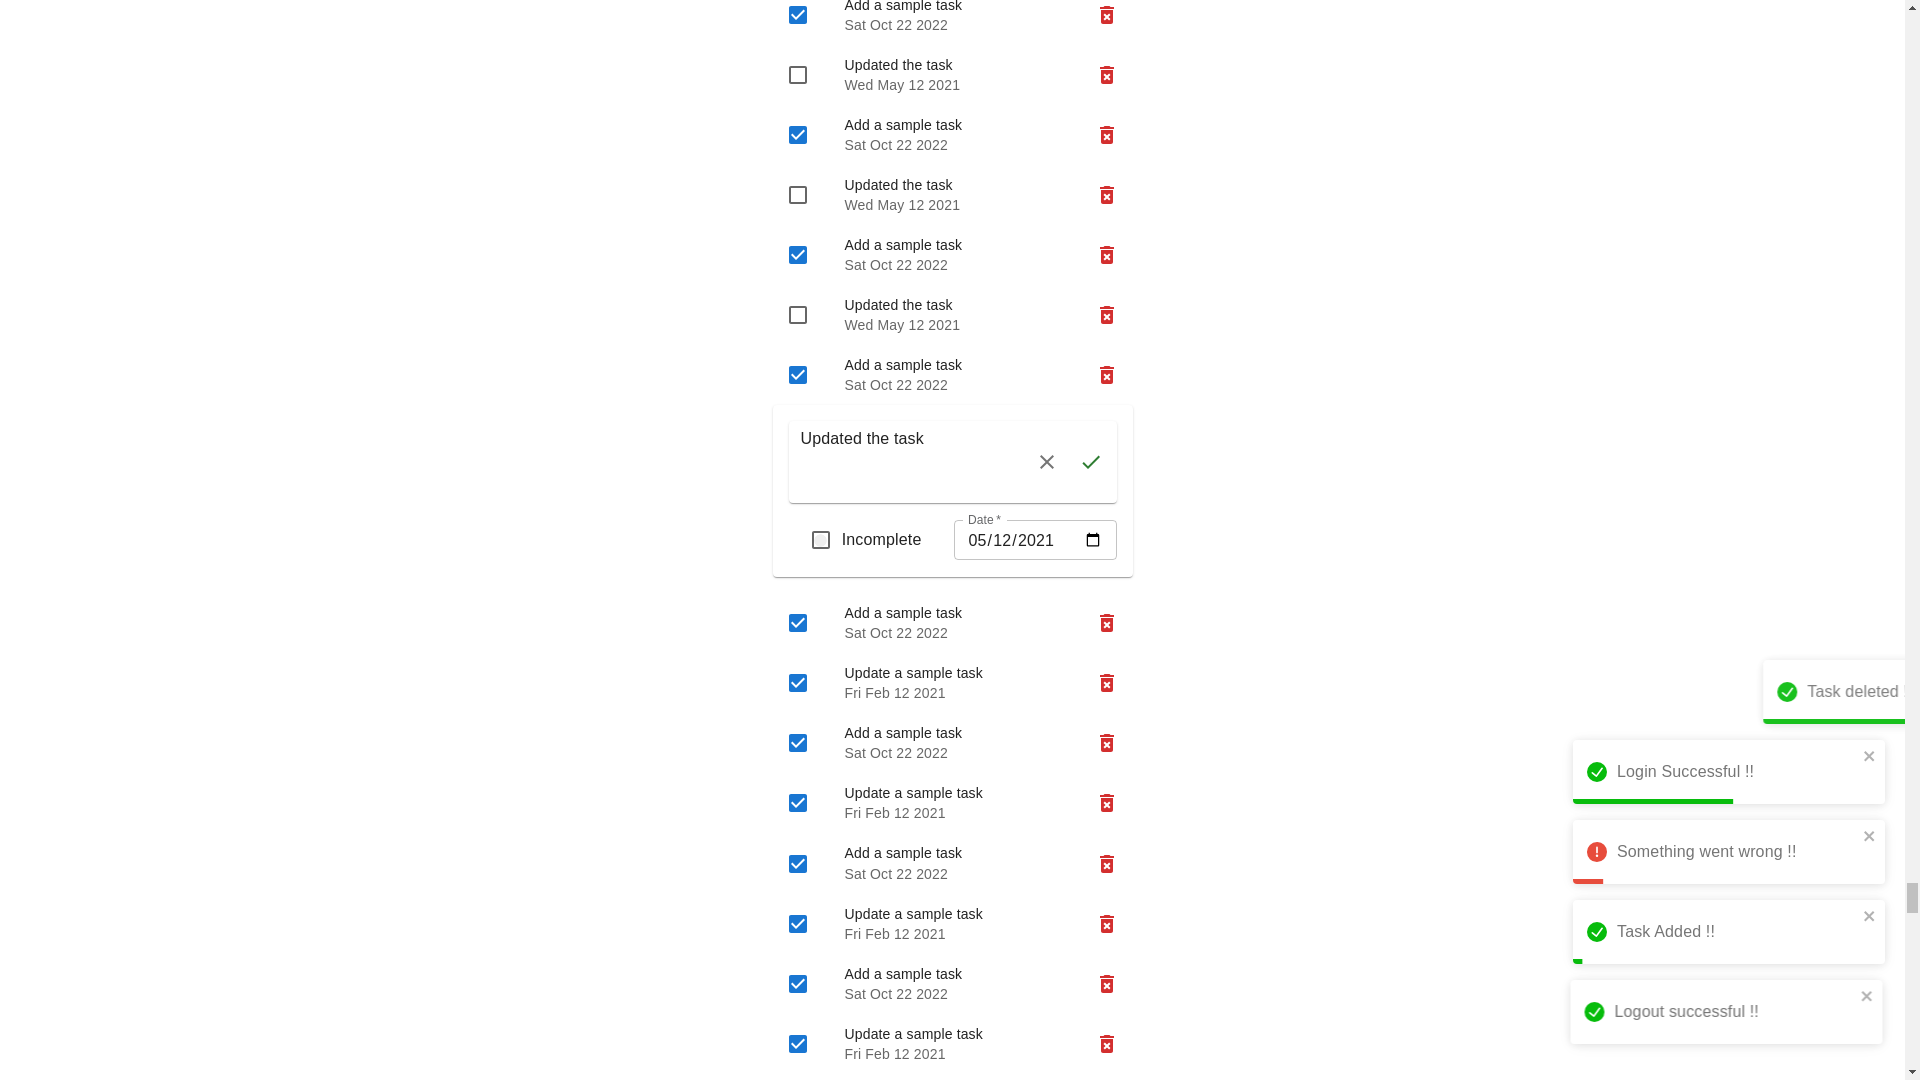 Add a sample task
Sat Oct 22 2022
Updated the task
Wed May 12 2021
Add a sample task
Sat Oct 22 2022
Updated the task
Wed May 12 2021
Add a sample task
Sat Oct 22 2022
Updated the task
Wed May 12 2021
Add a sample task
Sat Oct 22 2022
Updated the task
Date *
Incomplete
05/12/2021
Add a sample task
Sat Oct 22 2022
Update a sample task
Fri Feb 12 2021
Add a sample task
Sat Oct 22 2022
Update a sample task
Fri Feb 12 2021
Add a sample task
Sat Oct 22 2022
Update a sample task
Fri Feb 12 2021
Add a sample task
Sat Oct 22 2022
Update a sample task
Fri Feb 12 2021
Task deleted !
Login Successful !!
Something went wrong !!
Task Added !!
Logout successful !!